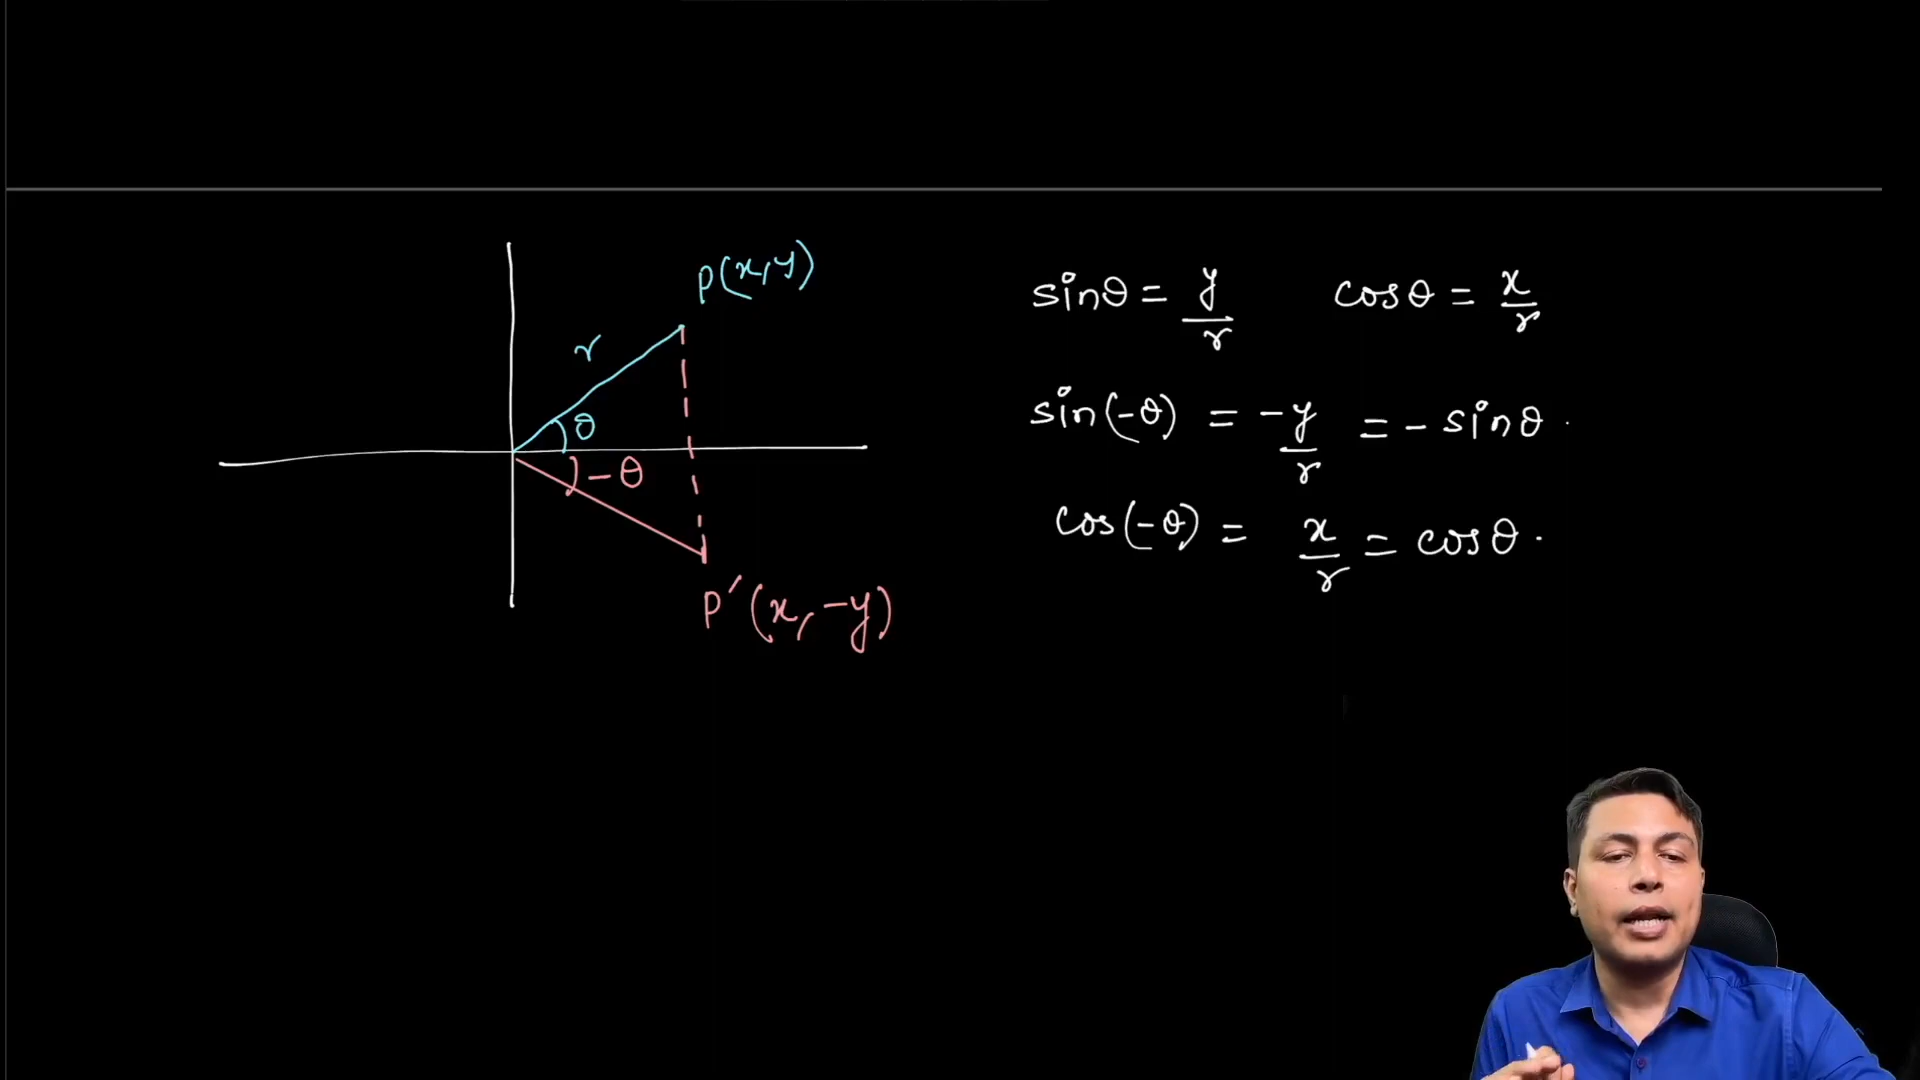 P(x,y)
r
θ
-θ
P'(x,-y)
sinθ = y/r    cosθ = x/r
sin(-θ) = -y/r = - sinθ.
cos(-θ) = x/r = cosθ.